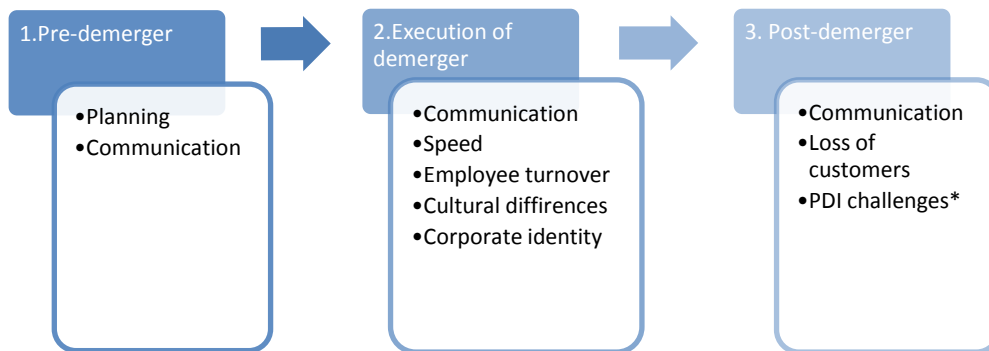 1.Pre-demerger
•Planning
•Communication
2.Execution of
demerger
•Communication
•Speed
•Employee turnover
•Cultural diffirences
•Corporate identity
3. Post-demerger
•Communication
•Loss of
customers
•PDI challenges*